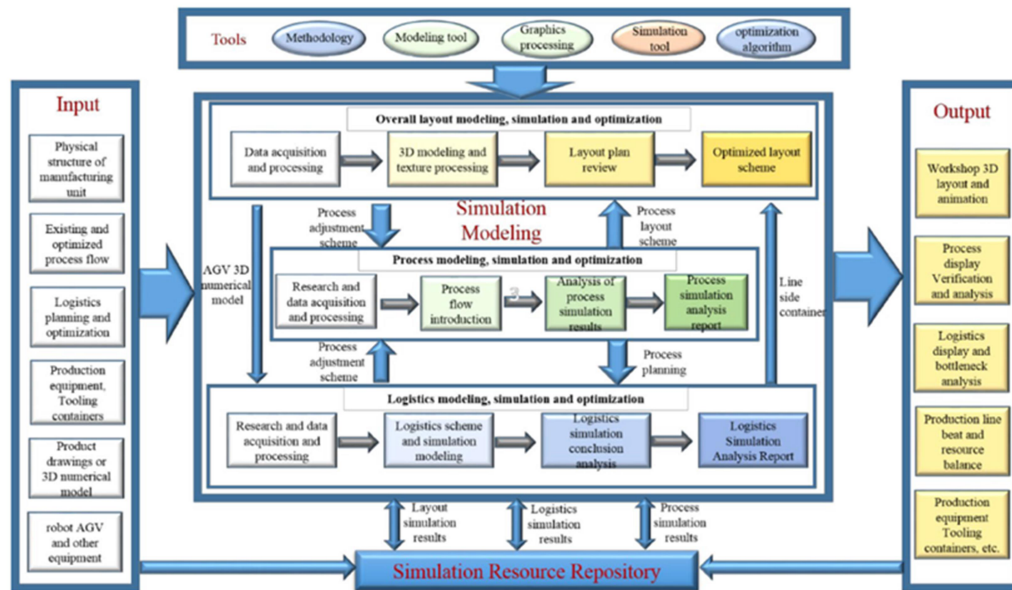 Tools
Methodology
Modeling tool
Graphics
processing
Simulation
tool
optimization
algorithm
Input
Physical
structure of
manufacturing
unit
Existing and
optimized
process flow
Logistics
planning and
optimization
Production
equipment,
Tooling
containers
Product
drawings or
3D numerical
model
robot AGV
and other
equipment
Overall layout modeling, simulation and optimization
Data acquisition
and processing
3D modeling and
texture processing
Layout plan
review
Optimized layout
scheme
Process
adjustment
scheme
Simulation
Modeling
Process
layout
scheme
AGV 3D
numerical
model
Line
side
container
Process modeling, simulation and optimization
Research and
data acquisition
and processing
Process
flow
introduction
3
Analysis of
process
simulation
results
Process
simulation
analysis
report
Process
adjustment
scheme
Process
planning
Logistics modeling, simulation and optimization
Research and data
acquisition and
processing
Logistics scheme
and simulation
modeling
Logistics
simulation
conclusion
analysis
Logistics
Simulation
Analysis Report
Layout
simulation
results
Logistics
simulation
results
Process
simulation
results
Simulation Resource Repository
Output
Workshop 3D
layout and
animation
Process
display
Verification
and analysis
Logistics
display and
bottleneck
analysis
Production line
beat and
resource
balance
Production
equipment
Tooling
containers, etc.